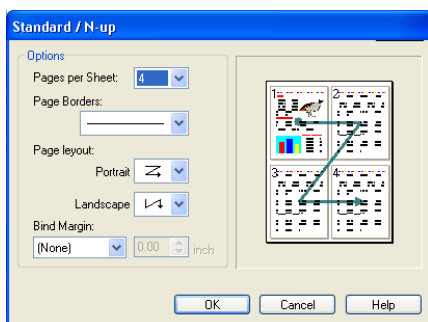 Standard / N-up
Options
Pages per Sheet: 4
Page Borders:
Page leyout:
Portrait
Landscape
Bind Margin:
(None) 0.00 inch
1 2
3 4
OK Cancel Help